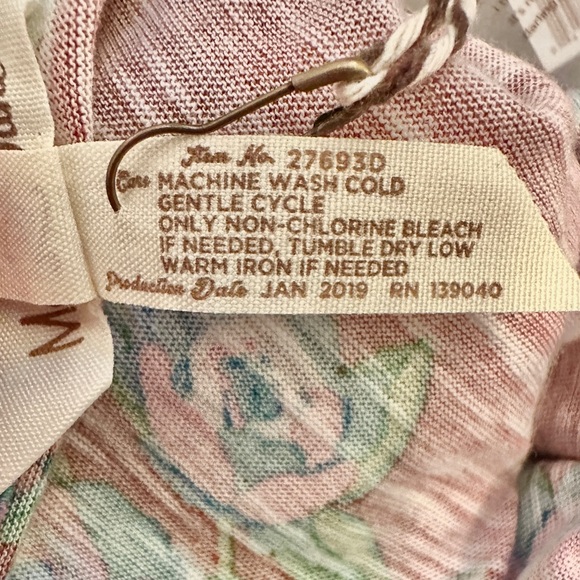 Item No. 27693D
Care MACHINE WASH COLD
GENTLE CYCLE
ONLY NON-CHLORINE BLEACH
IF NEEDED, TUMBLE DRY LOW
WARM IRON IF NEEDED
Production Date JAN 2019 RN 139040